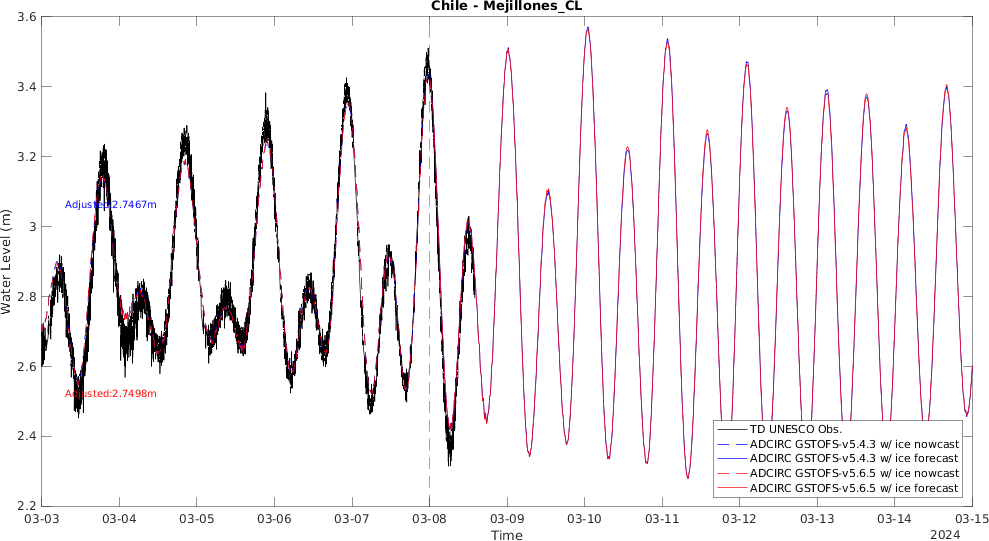 Chile - Mejillones_CL
Water Level (m)
3.6
3.4
3.2
3
2.8
2.6
2.4
2.2
Adjusted:2.7467m
Adjusted:2.7498m
TD UNESCO Obs.
ADCIRC GSTOFS-v5.4.3 w/ ice nowcast
ADCIRC GSTOFS-v5.4.3 w/ ice forecast
ADCIRC GSTOFS-v5.6.5 w/ ice nowcast
ADCIRC GSTOFS-v5.6.5 w/ ice forecast
03-03 03-04 03-05 03-06 03-07 03-08 03-09 03-10 03-11 03-12 03-13 03-14 03-15
Time
2024